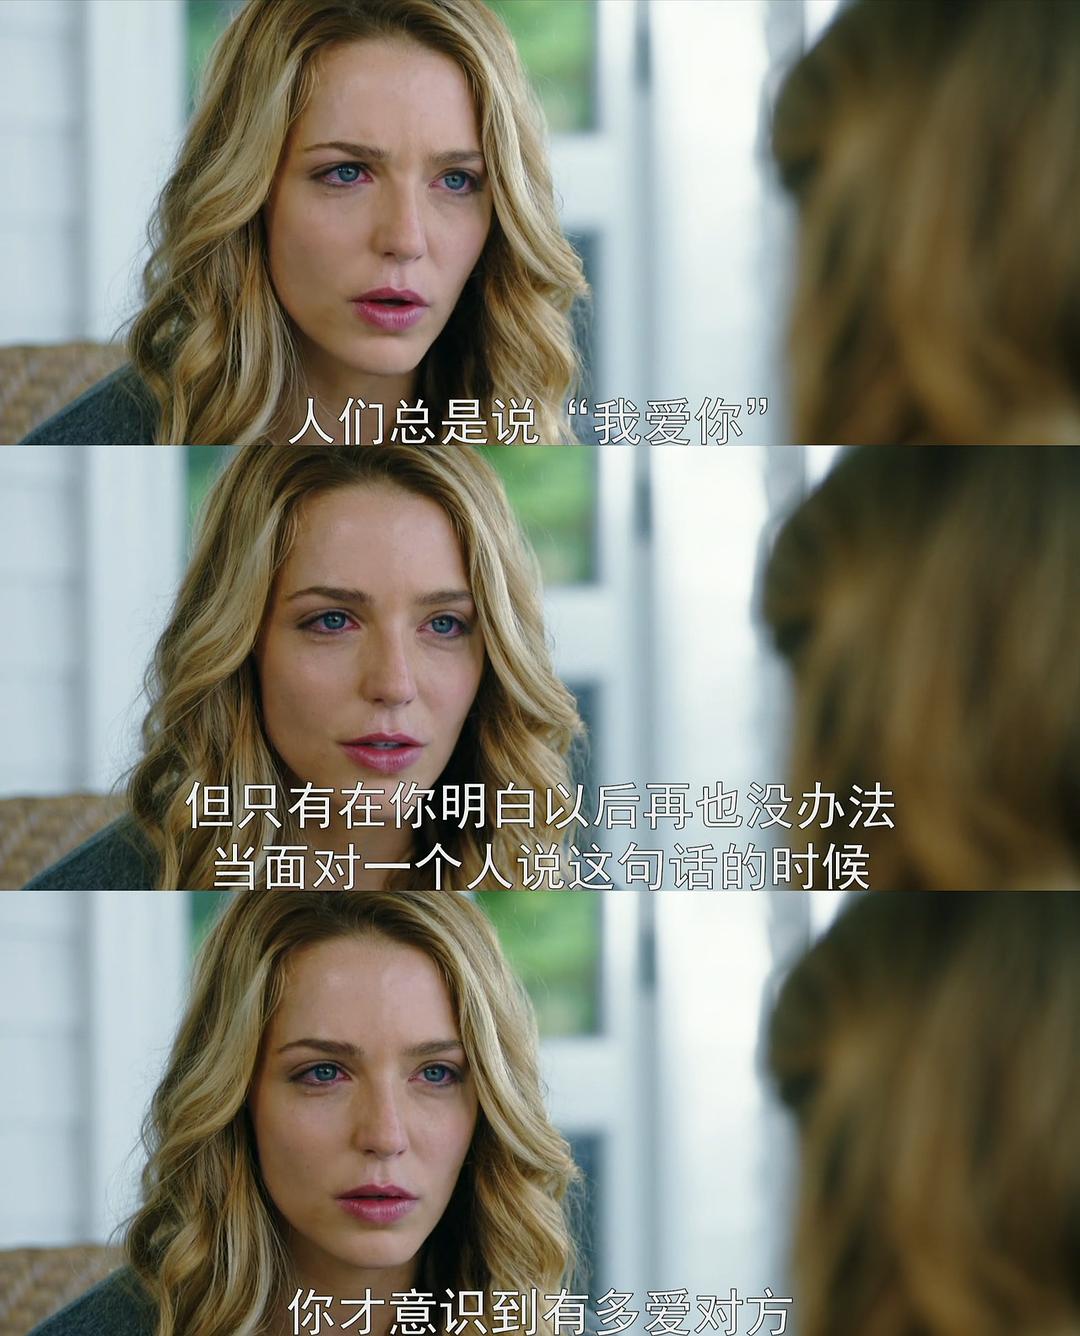 人们总是说“我爱你”
但只有在你明白以后再也没办法
当面对一个人说这句话的时候
你才意识到有多爱对方